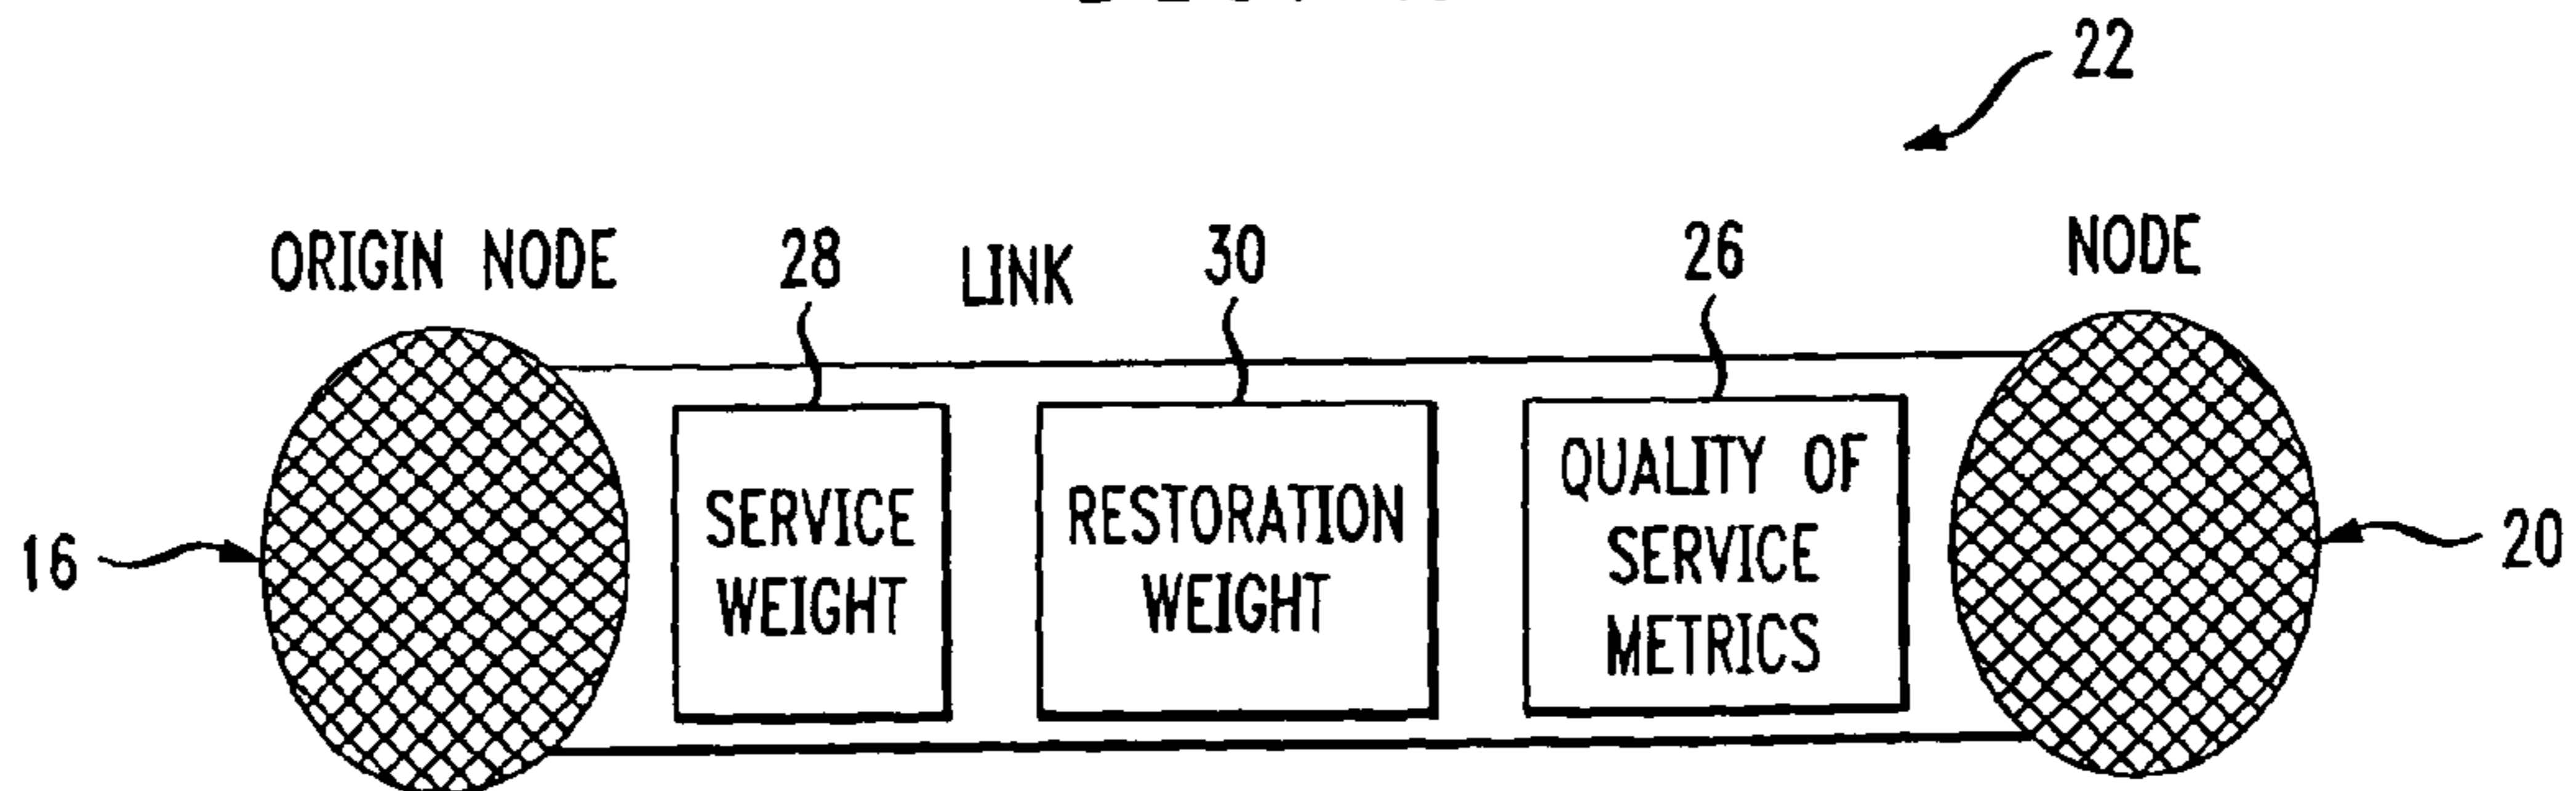 22
ORIGIN NODE
28
LINK
30
26
NODE
16
SERVICE
WEIGHT
RESTORATION
WEIGHT
QUALITY OF
SERVICE
METRICS
20